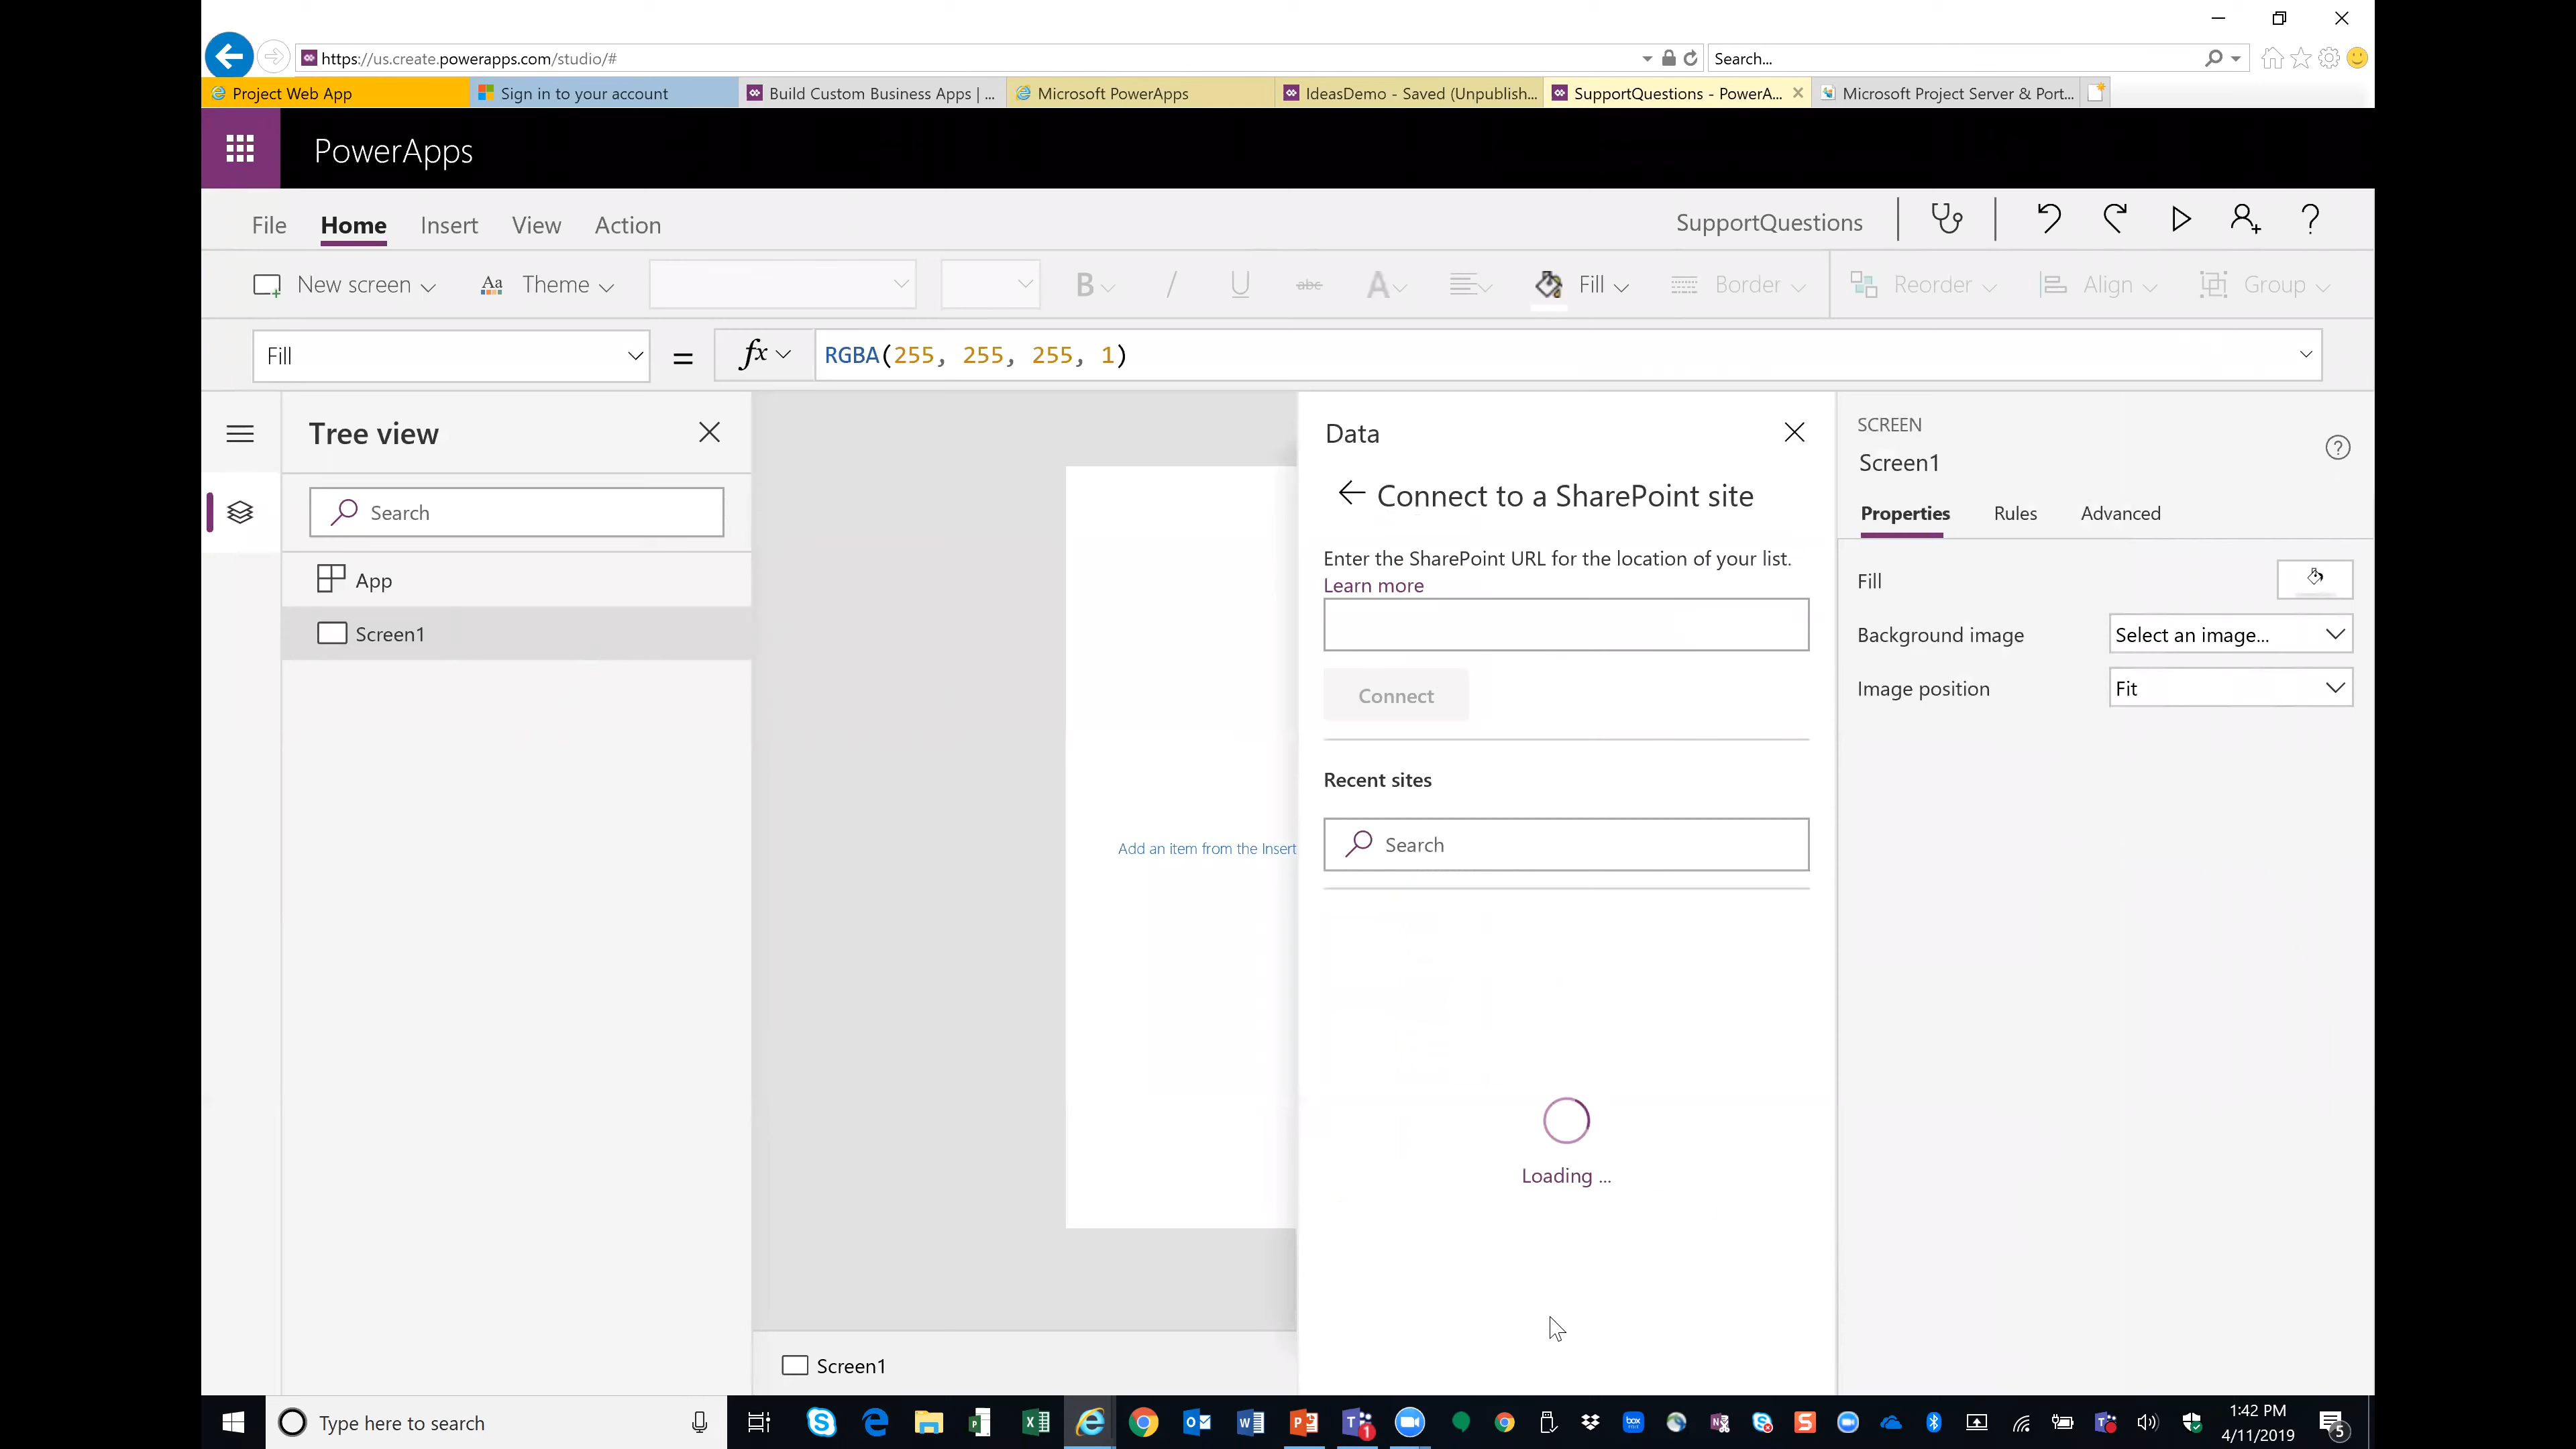 https://us.create.powerapps.com/studio/#
Search...
Project Web App
Sign in to your account
Build Custom Business Apps | ...
Microsoft PowerApps
IdeasDemo - Saved (Unpublish...
SupportQuestions - PowerA...
Microsoft Project Server & Port...
PowerApps
File
Home
Insert
View
Action
SupportQuestions
New screen
Theme
Fill
Border
Reorder
Align
Group
Fill
=
fx
RGBA(255, 255, 255, 1)
Tree view
Search
App
Screen1
Add an item from the Insert
Screen1
Data
Connect to a SharePoint site
Enter the SharePoint URL for the location of your list.
Learn more
Connect
Recent sites
Search
Loading ...
SCREEN
Screen1
Properties
Rules
Advanced
Fill
Background image
Select an image...
Image position
Fit
Type here to search
1:42 PM
4/11/2019
5